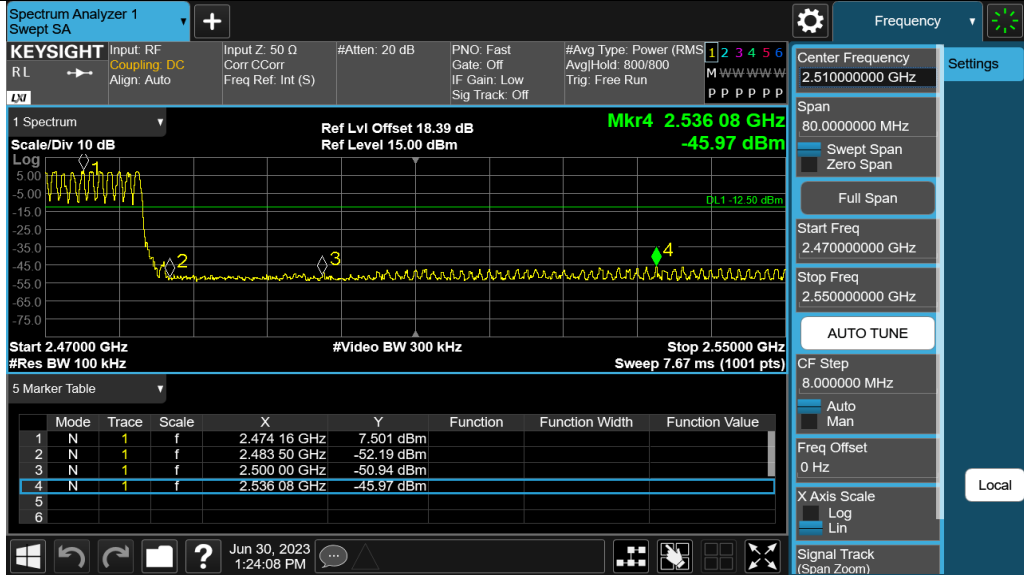 Spectrum Analyzer 1
Swept SA
+
Frequency
KEYSIGHT
RL
LXI
Input: RF
Coupling: DC
Align: Auto
Input Z: 50 Ω
Corr CCorr
Freq Ref: Int (S)
#Atten: 20 dB
PNO: Fast
Gate: Off
IF Gain: Low
Sig Track: Off
#Avg Type: Power (RMS
Avg|Hold: 800/800
Trig: Free Run
1 2 3 4 5 6
M W W W W W
P P P P P P
1 Spectrum
Scale/Div 10 dB
Ref Lvl Offset 18.39 dB
Ref Level 15.00 dBm
Mkr4 2.536 08 GHz
-45.97 dBm
Log
5.00
-5.00
-15.0
-25.0
-35.0
-45.0
-55.0
-65.0
-75.0
1
2
3
4
DL1 -12.50 dBm
Start 2.47000 GHz
#Video BW 300 kHz
Stop 2.55000 GHz
#Res BW 100 kHz
Sweep 7.67 ms (1001 pts)
5 Marker Table
Mode Trace Scale X Y Function Function Width Function Value
1 N 1 f 2.474 16 GHz 7.501 dBm
2 N 1 f 2.483 50 GHz -52.19 dBm
3 N 1 f 2.500 00 GHz -50.94 dBm
4 N 1 f 2.536 08 GHz -45.97 dBm
5
6
?
Jun 30, 2023
1:24:08 PM
Center Frequency
2.510000000 GHz
Span
80.0000000 MHz
Swept Span
Zero Span
Full Span
Start Freq
2.470000000 GHz
Stop Freq
2.550000000 GHz
AUTO TUNE
CF Step
8.000000 MHz
Auto
Man
Freq Offset
0 Hz
X Axis Scale
Log
Lin
Signal Track
(Span Zoom)
Settings
Local